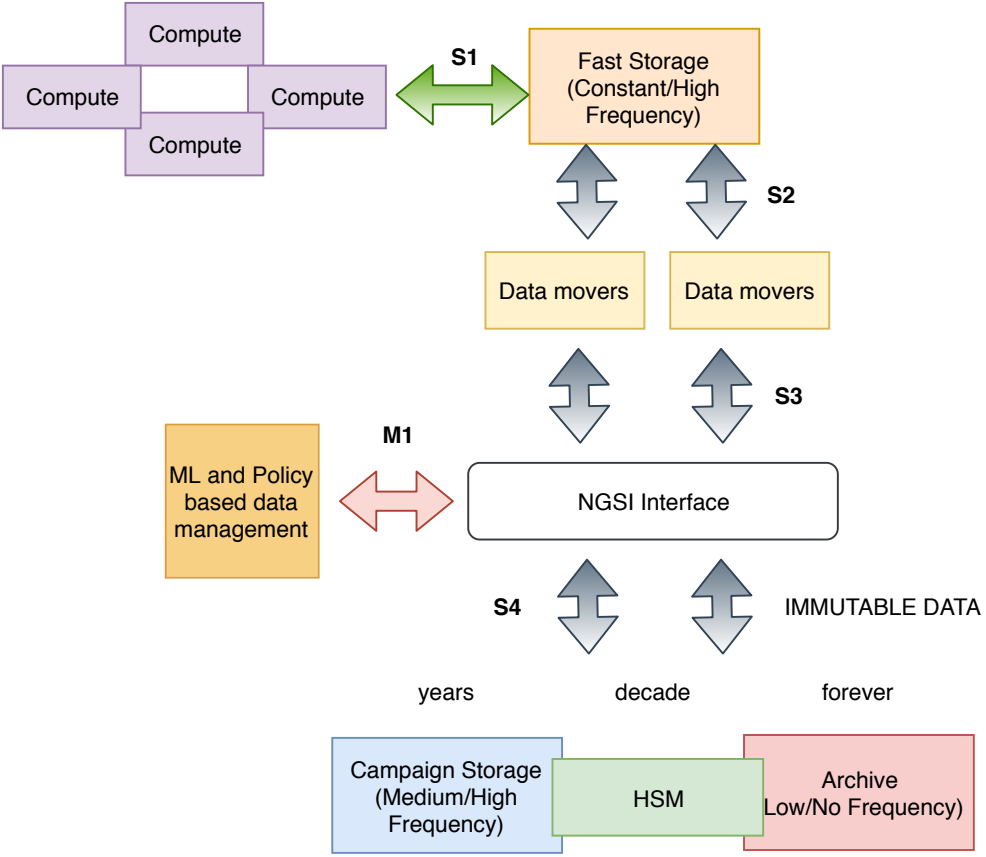 Compute
S1
Compute
Compute
Compute
Fast Storage
(Constant/High
Frequency)
S2
Data movers
Data movers
S3
M1
ML and Policy
based data
management
NGSI Interface
S4
IMMUTABLE DATA
years
decade
forever
Campaign Storage
(Medium/High
Frequency)
HSM
Archive
Low/No Frequency)